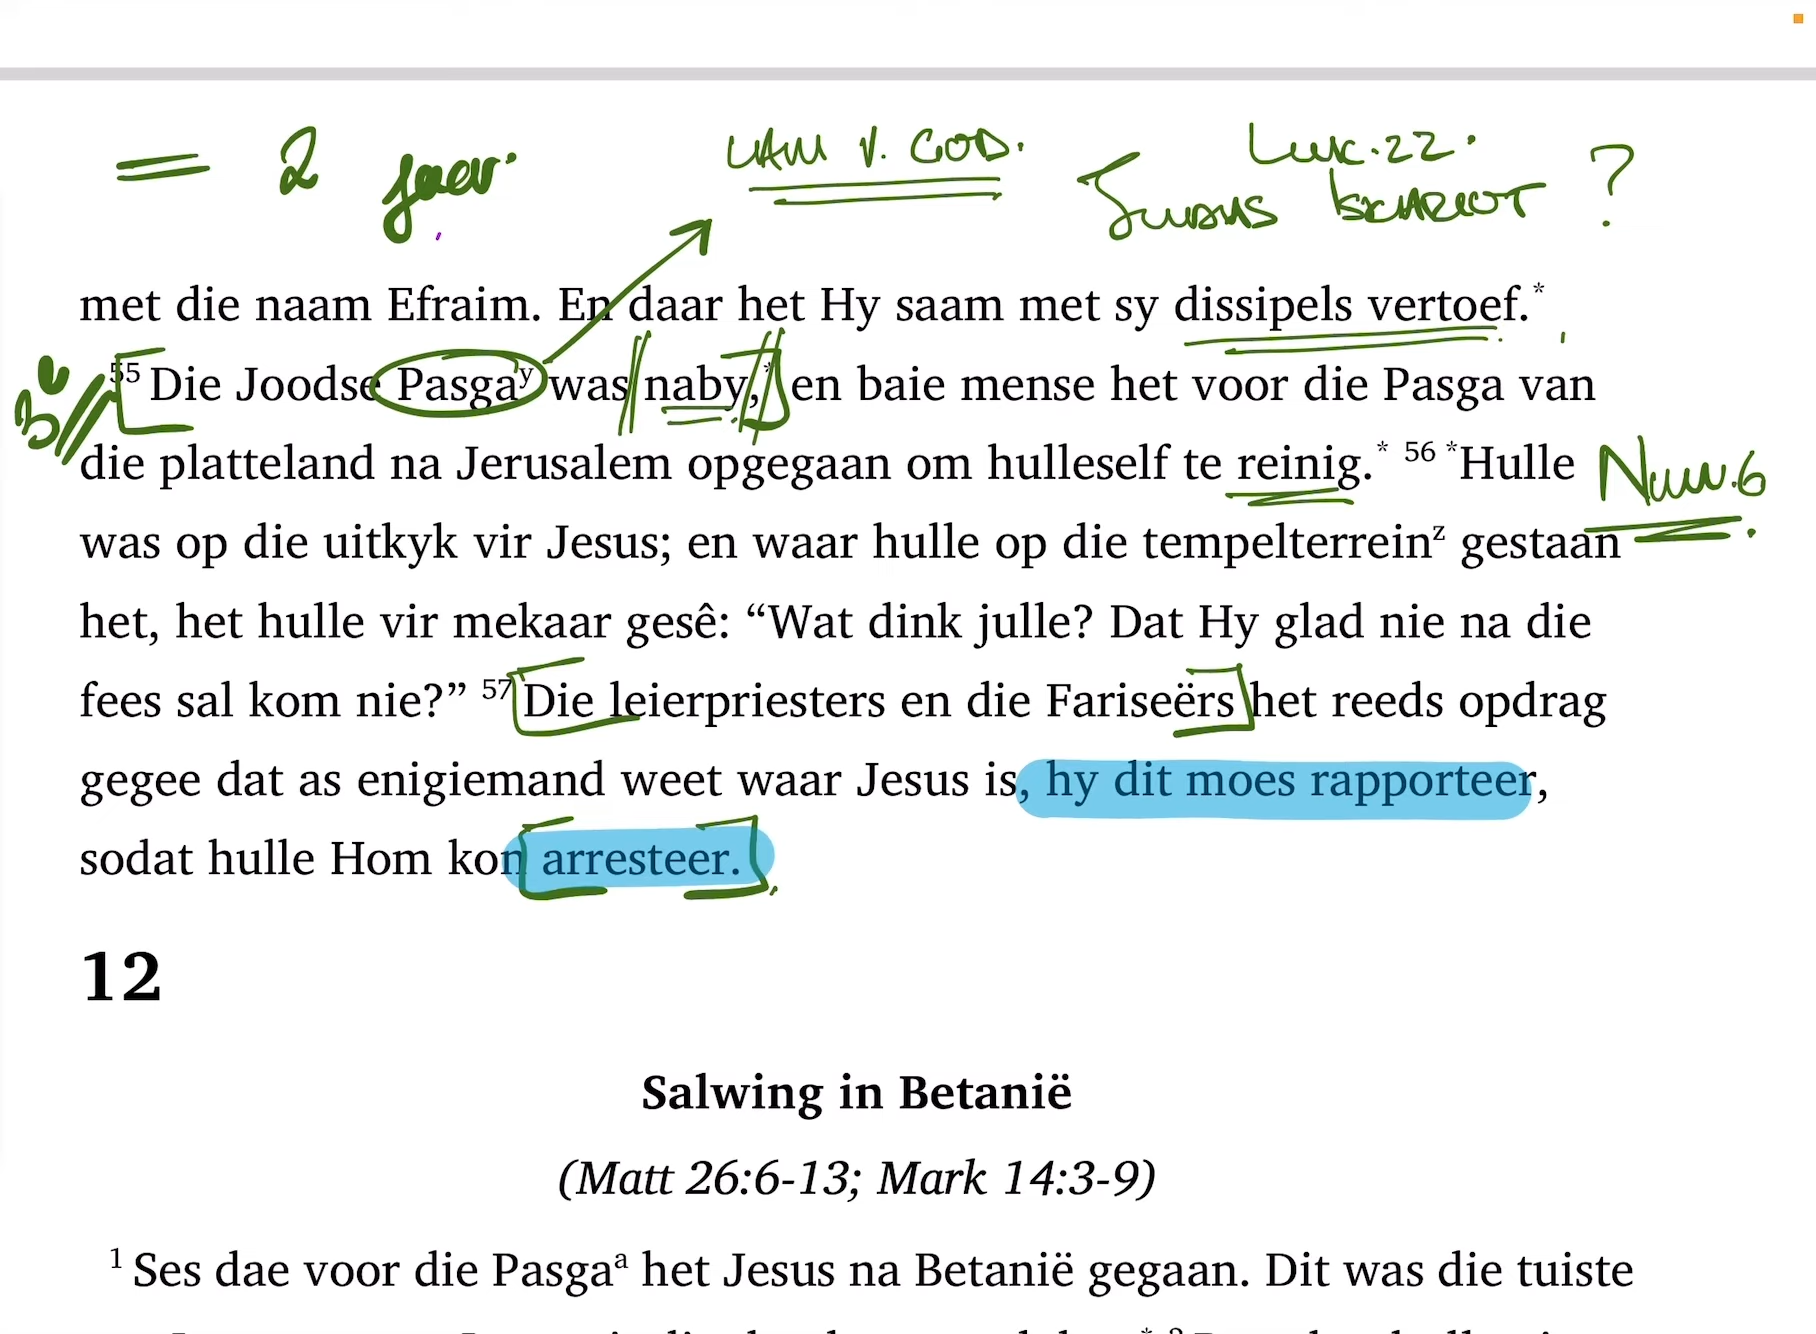 = 2 jaar.
LAM V. GOD.
Luk. 22.
JUDAS ISKARIOT ?
met die naam Efraim. En daar het Hy saam met sy dissipels vertoef.*
3e
55 Die Joodse Pasgaʸ was naby,* en baie mense het voor die Pasga van
die platteland na Jerusalem opgegaan om hulleself te reinig.* 56 *Hulle
Num. 6
was op die uitkyk vir Jesus; en waar hulle op die tempelterreinᶻ gestaan
het, het hulle vir mekaar gesê: “Wat dink julle? Dat Hy glad nie na die
fees sal kom nie?” 57 Die leierpriesters en die Fariseërs het reeds opdrag
gegee dat as enigiemand weet waar Jesus is, hy dit moes rapporteer,
sodat hulle Hom kon arresteer.
12
Salwing in Betanië
(Matt 26:6-13; Mark 14:3-9)
1 Ses dae voor die Pasgaᵃ het Jesus na Betanië gegaan. Dit was die tuiste